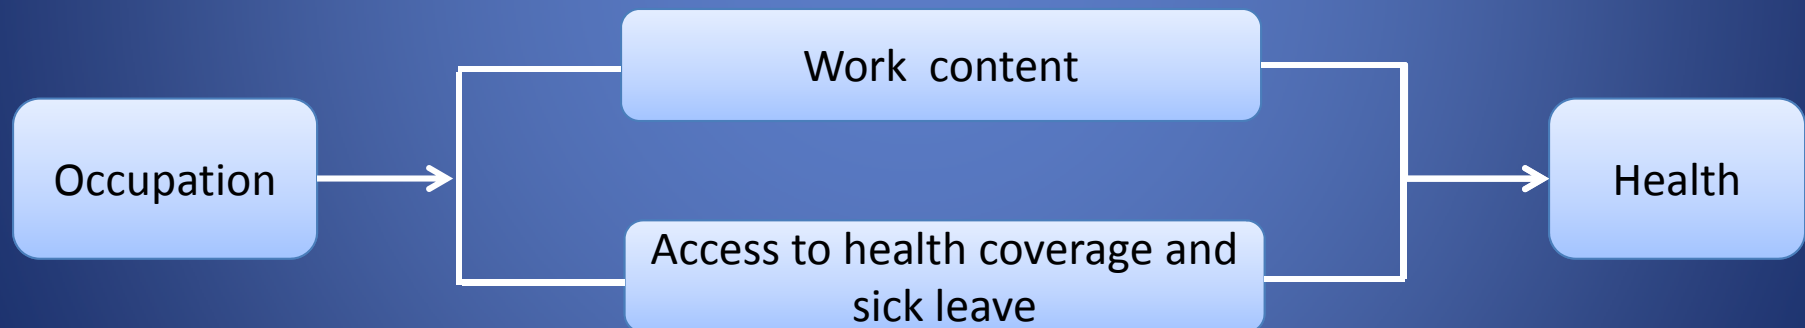 Work  content
Occupation
Health
Access to health coverage and
sick leave